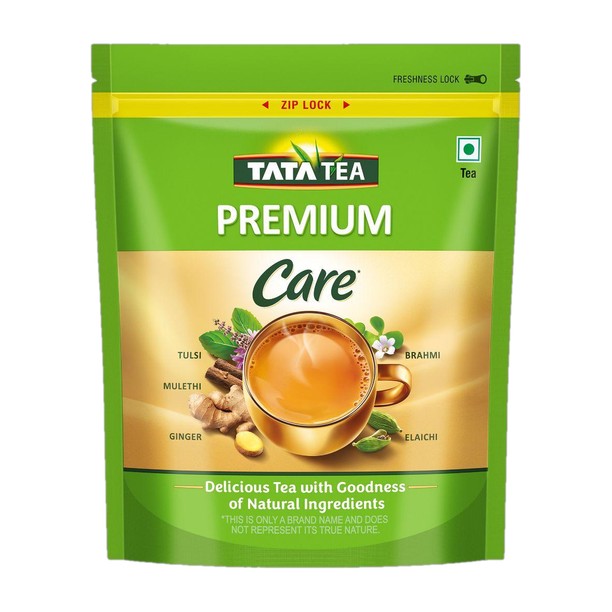 FRESHNESS LOCK
ZIP LOCK
TATA TEA
Tea
PREMIUM
Care*
TULSI
BRAHMI
MULETHI
GINGER
ELAICHI
Delicious Tea with Goodness
of Natural Ingredients
*THIS IS ONLY A BRAND NAME AND DOES
NOT REPRESENT ITS TRUE NATURE.